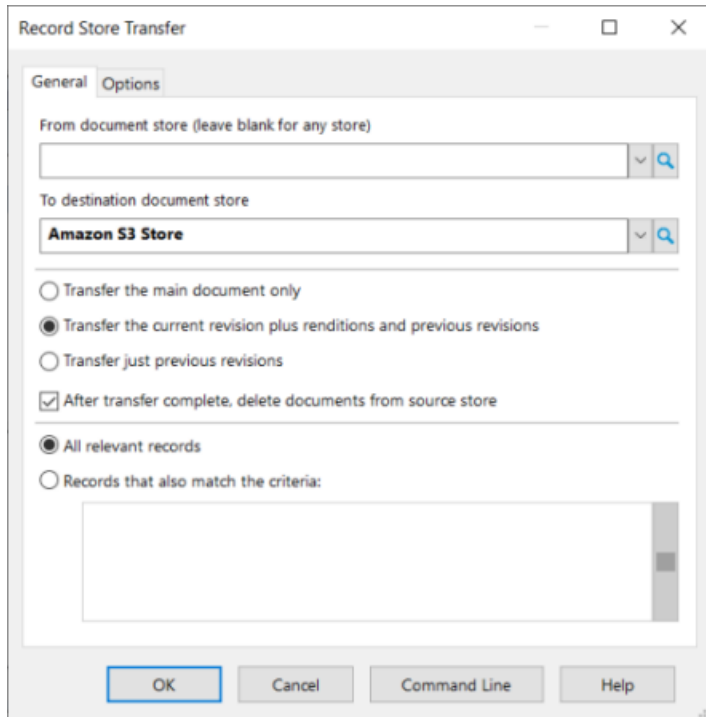 Record Store Transfer
General
Options
From document store (leave blank for any store)
To destination document store
Amazon S3 Store
Transfer the main document only
Transfer the current revision plus renditions and previous revisions
Transfer just previous revisions
After transfer complete, delete documents from source store
All relevant records
Records that also match the criteria:
OK
Cancel
Command Line
Help